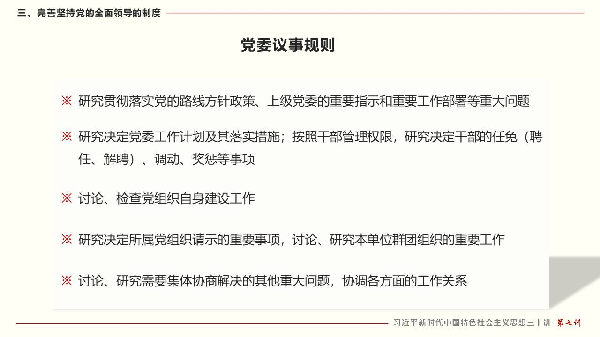 三、完善坚持党的全面领导的制度
党委议事规则
※ 研究贯彻落实党的路线方针政策、上级党委的重要指示和重要工作部署等重大问题
※ 研究决定党委工作计划及其落实措施；按照干部管理权限，研究决定干部的任免（聘
任、解聘）、调动、奖惩等事项
※ 讨论、检查党组织自身建设工作
※ 研究决定所属党组织请示的重要事项，讨论、研究本单位群团组织的重要工作
※ 讨论、研究需要集体协商解决的其他重大问题，协调各方面的工作关系
习近平新时代中国特色社会主义思想三十讲 第七讲